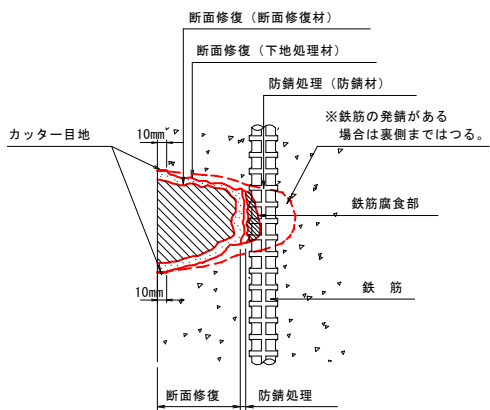 断面修復（断面修復材）
断面修復（下地処理材）
防錆処理（防錆材）
※鉄筋の発錆がある
場合は裏側まではつる。
カッター目地
10mm
鉄筋腐食部
10mm
鉄 筋
断面修復
防錆処理